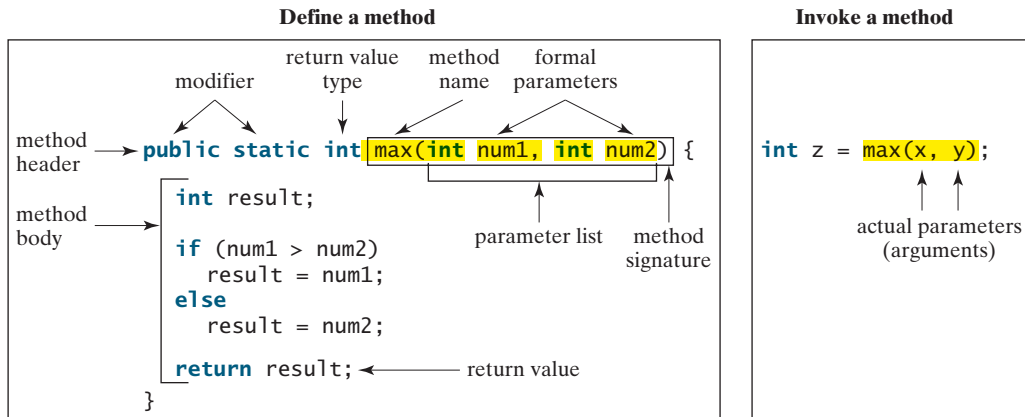 Define a method
Invoke a method
return value
type
method
name
formal
parameters
modifier
method
header
public static int max(int num1, int num2) {
int z = max(x, y);
method
body
int result;
parameter list
method
signature
actual parameters
(arguments)
if (num1 > num2)
result = num1;
else
result = num2;
return result;
return value
}